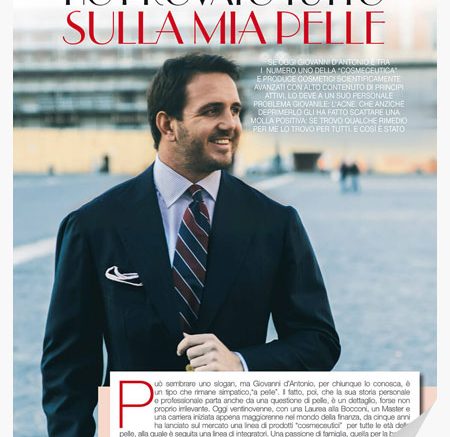 HO PROVATO TUTTO
SULLA MIA PELLE
"SE OGGI GIOVANNI D'ANTONIO È TRA
I NUMERO UNO DELLA "COSMECEUTICA"
E PRODUCE COSMETICI SCIENTIFICAMENTE
AVANZATI CON ALTO CONTENUTO DI PRINCIPI
ATTIVI, LO DEVE A UN SUO PERSONALE
PROBLEMA GIOVANILE: L'ACNE. CHE ANZICHÉ
DEPRIMERLO GLI HA FATTO SCATTARE UNA
MOLLA POSITIVA: SE TROVO QUALCHE RIMEDIO
PER ME LO TROVO PER TUTTI. E COSÌ È STATO
Può sembrare uno slogan, ma Giovanni d'Antonio, per chiunque lo conosca, è
un tipo che rimane simpatico,"a pelle". Il fatto, poi, che la sua storia personale
e professionale parta anche da una questione di pelle, è un dettaglio, forse non
proprio irrilevante. Oggi ventinovenne, con una Laurea alla Bocconi, un Master e
una carriera iniziata appena maggiorenne nel mondo della finanza, da cinque anni
ha lanciato sul mercato una linea di prodotti "cosmeceutici" per tutte le età della
pelle, alla quale è seguita una linea di integratori. Una passione di famiglia, quella per la